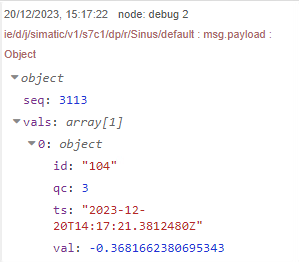 20/12/2023, 15:17:22 node: debug 2
ie/d/j/simatic/v1/s7c1/dp/r/Sinus/default : msg.payload :
Object
object
seq: 3113
vals: array[1]
0: object
id: "104"
qc: 3
ts: "2023-12-
20T14:17:21.3812480Z"
val: -0.3681662380695343